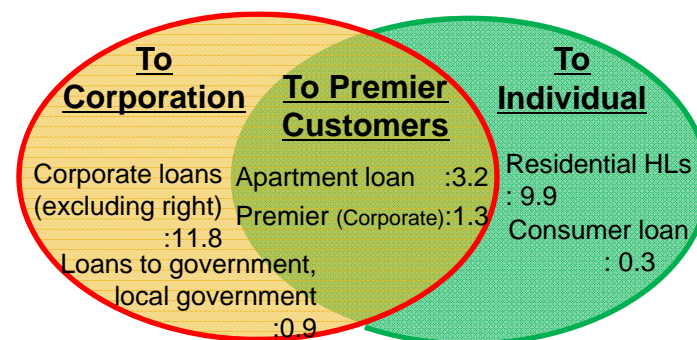 To
Corporation
Corporate loans
(excluding right)
:11.8
Loans to government,
local government
:0.9
To Premier
Customers
Apartment loan :3.2
Premier (Corporate):1.3
To
Individual
Residential HLs
: 9.9
Consumer loan
: 0.3